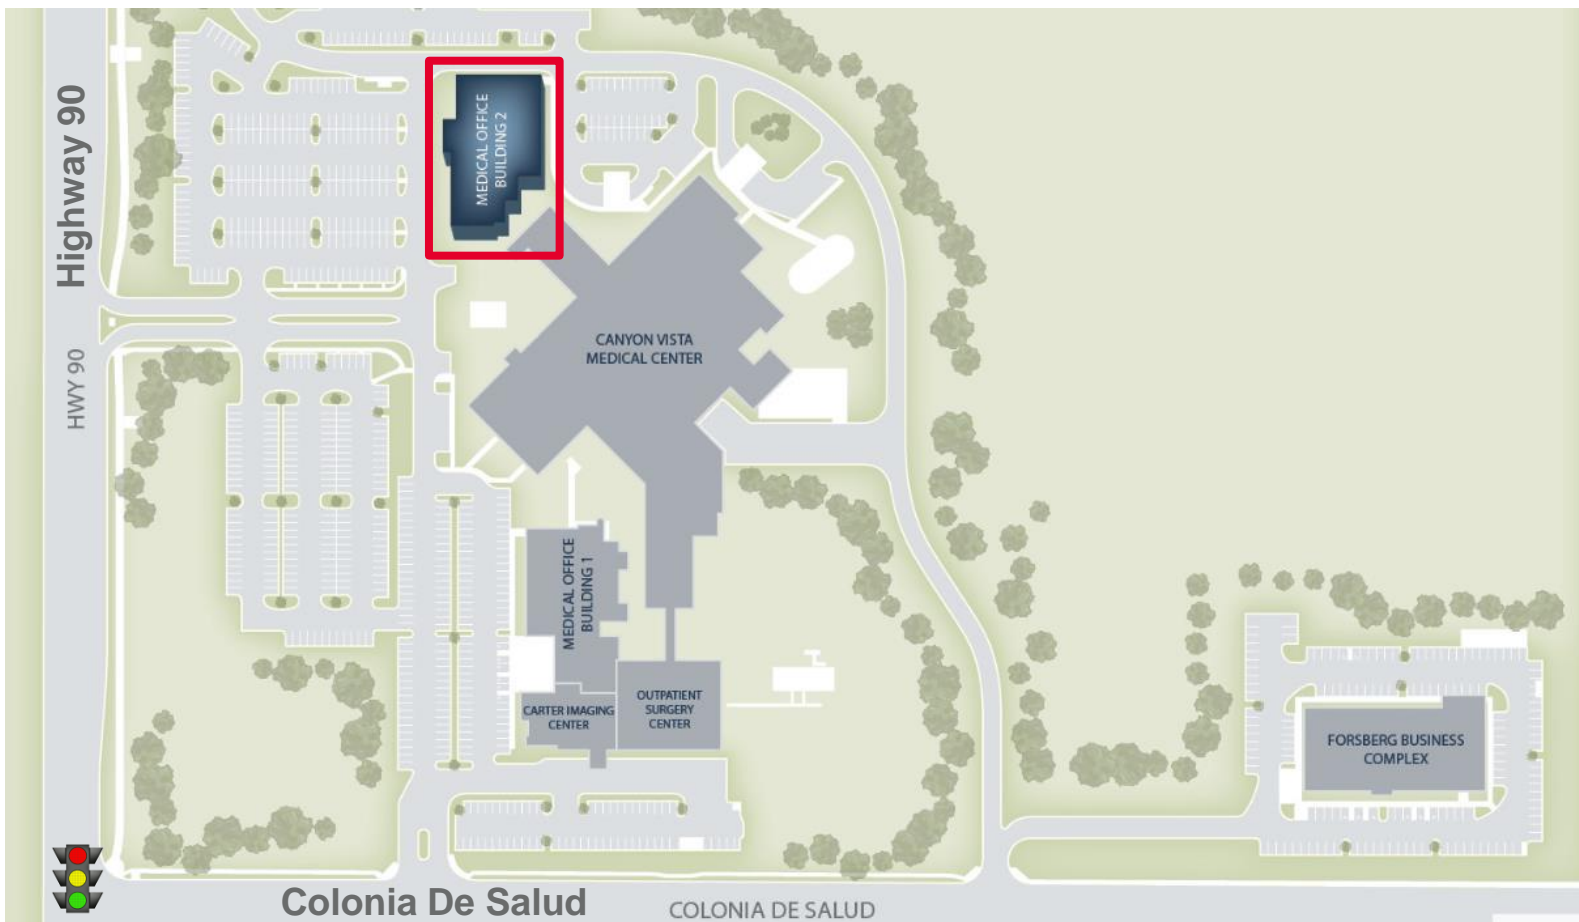 Highway 90
HWY 90
MEDICAL OFFICE
BUILDING 2
CANYON VISTA
MEDICAL CENTER
MEDICAL OFFICE
BUILDING 1
CARTER IMAGING
CENTER
OUTPATIENT
SURGERY
CENTER
FORSBERG BUSINESS
COMPLEX
Colonia De Salud
COLONIA DE SALUD